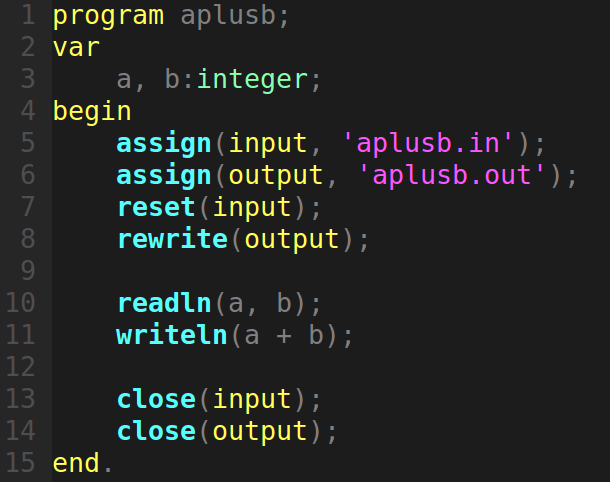 1 program aplusb;
2 var
3     a, b:integer;
4 begin
5     assign(input, 'aplusb.in');
6     assign(output, 'aplusb.out');
7     reset(input);
8     rewrite(output);
9
10     readln(a, b);
11     writeln(a + b);
12
13     close(input);
14     close(output);
15 end.